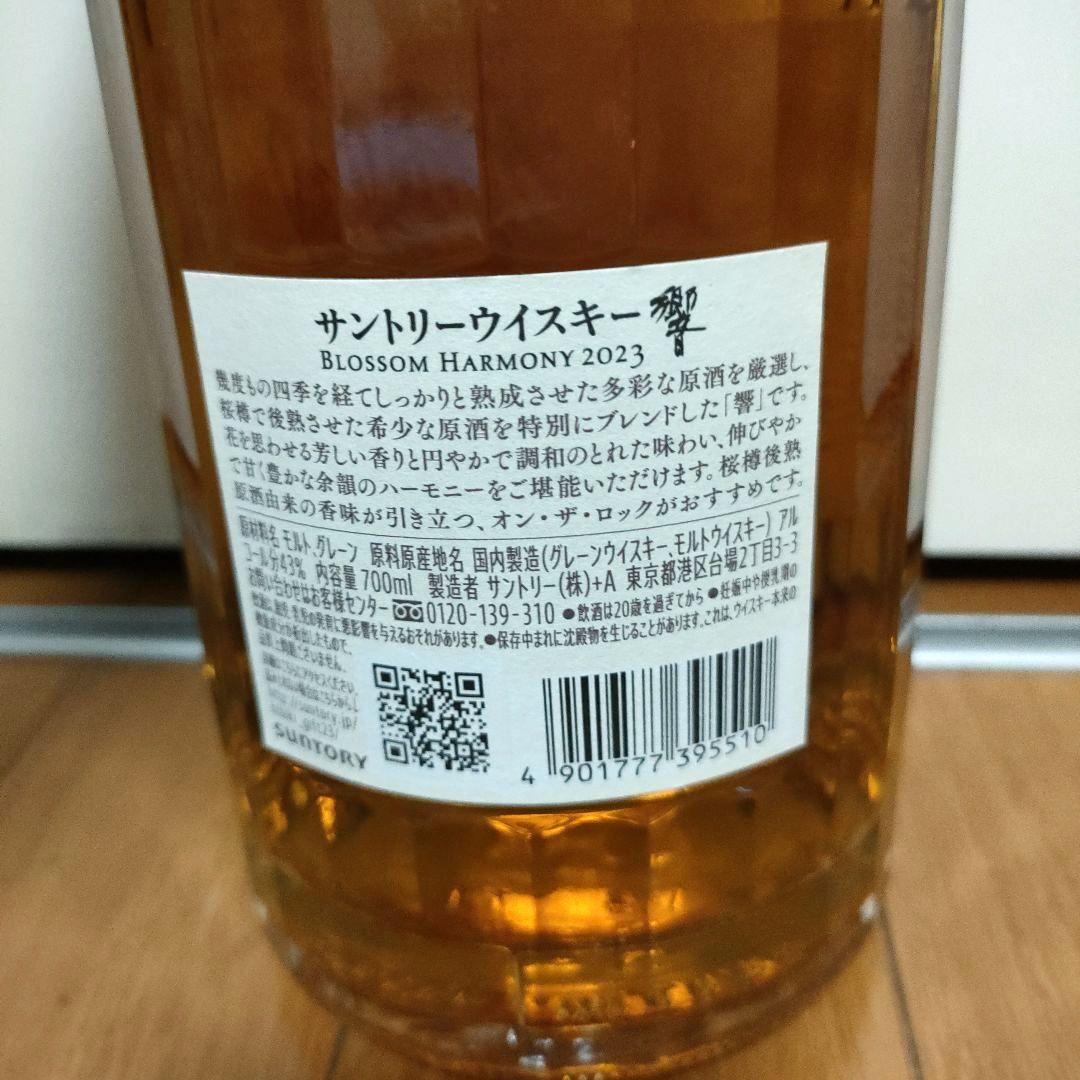 サントリーウイスキー 響
BLOSSOM HARMONY 2023
幾度もの四季を経てしっかりと熟成させた多彩な原酒を厳選し、
桜樽で後熟させた希少な原酒を特別にブレンドした「響」です。
花を思わせる芳しい香りと円やかで調和のとれた味わい、伸びやか
で甘く豊かな余韻のハーモニーをご堪能いただけます。桜樽後熟
原酒由来の香味が引き立つ、オン・ザ・ロックがおすすめです。
原材料名 モルト、グレーン 原料原産地名 国内製造(グレーンウイスキー、モルトウイスキー) アル
コール分43% 内容量700ml 製造者 サントリー(株)+A 東京都港区台場2丁目3-3
お問い合わせはお客様センター 0120-139-310 ●飲酒は20歳を過ぎてから ●妊娠中や授乳期の
飲酒は、胎児・乳児の発育に悪影響を与えるおそれがあります。●保存中まれに沈殿物を生じることがあります。これは、ウイスキー本来の
品質上問題ございません。
SUNTORY
4 901777 395510